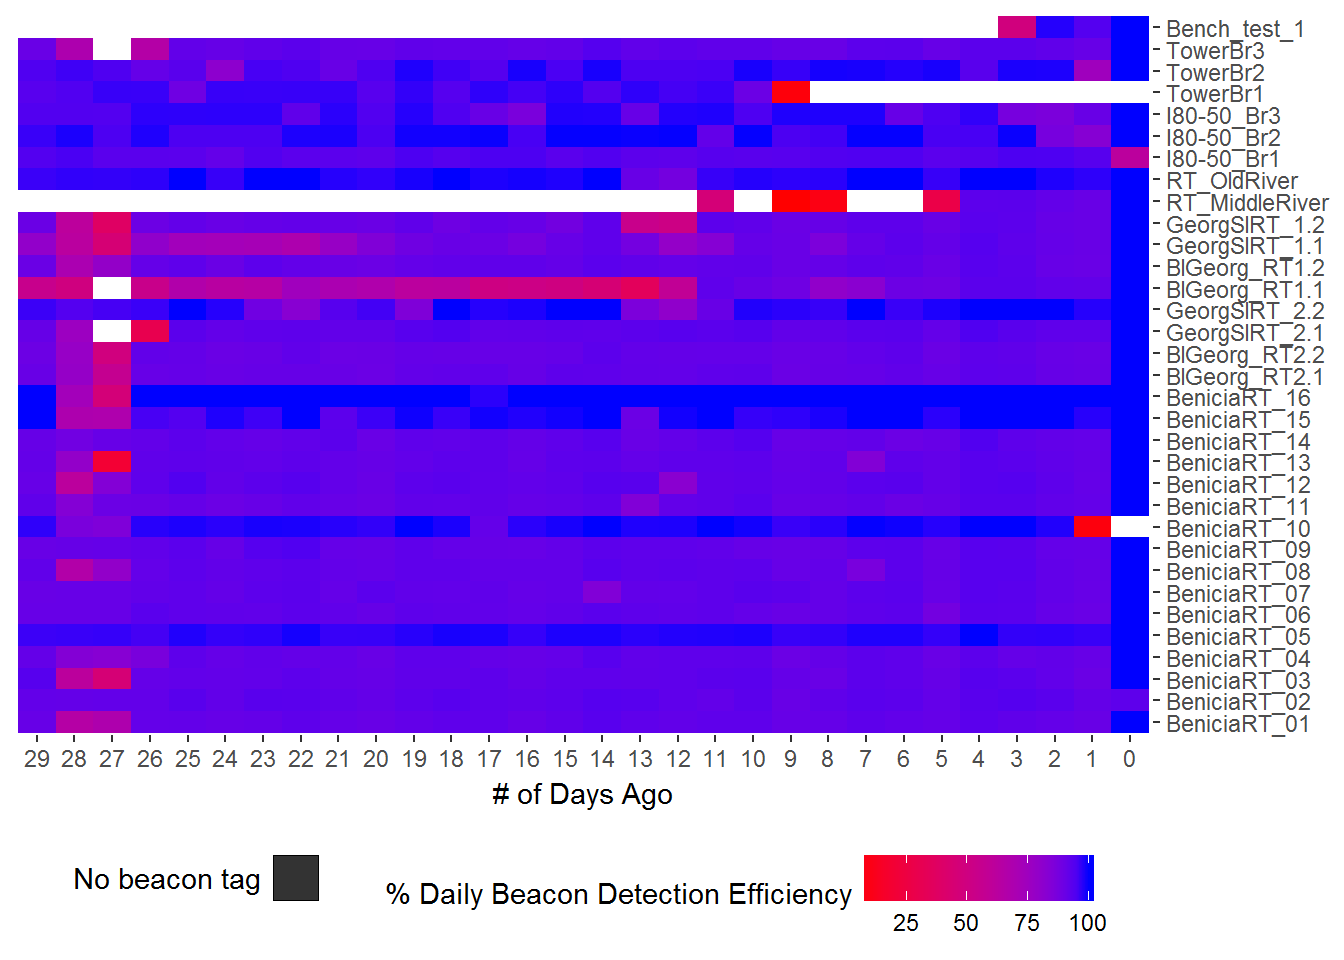 Bench_test_1
TowerBr3
TowerBr2
TowerBr1
I80-50_Br3
I80-50_Br2
I80-50_Br1
RT_OldRiver
RT_MiddleRiver
GeorgSlRT_1.2
GeorgSlRT_1.1
BlGeorg_RT1.2
BlGeorg_RT1.1
GeorgSlRT_2.2
GeorgSlRT_2.1
BlGeorg_RT2.2
BlGeorg_RT2.1
BeniciaRT_16
BeniciaRT_15
BeniciaRT_14
BeniciaRT_13
BeniciaRT_12
BeniciaRT_11
BeniciaRT_10
BeniciaRT_09
BeniciaRT_08
BeniciaRT_07
BeniciaRT_06
BeniciaRT_05
BeniciaRT_04
BeniciaRT_03
BeniciaRT_02
BeniciaRT_01
29 28 27 26 25 24 23 22 21 20 19 18 17 16 15 14 13 12 11 10 9 8 7 6 5 4 3 2 1 0
# of Days Ago
No beacon tag
% Daily Beacon Detection Efficiency
25 50 75 100